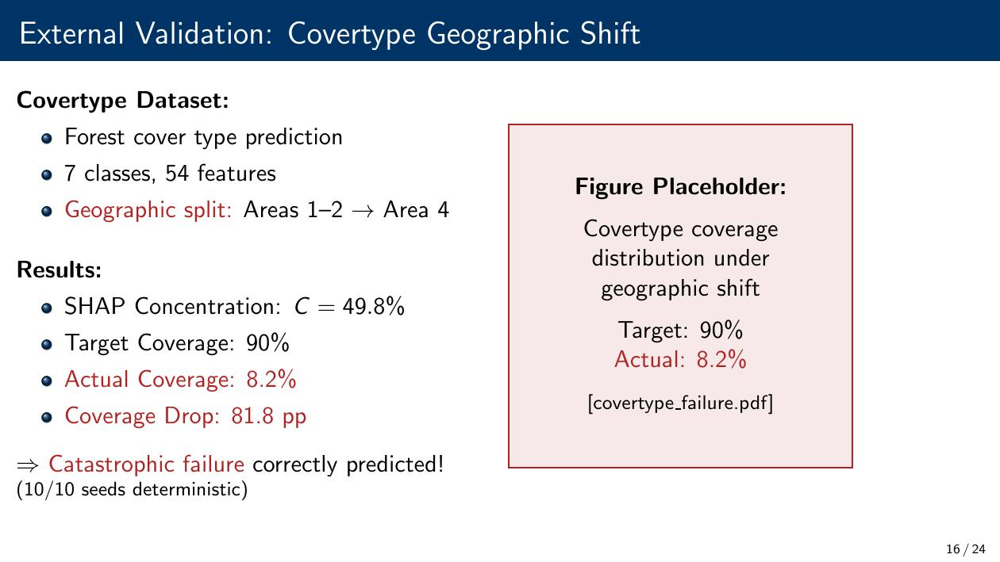 External Validation: Covertype Geographic Shift
Covertype Dataset:
Forest cover type prediction
7 classes, 54 features
Geographic split: Areas 1–2 → Area 4
Results:
SHAP Concentration: C = 49.8%
Target Coverage: 90%
Actual Coverage: 8.2%
Coverage Drop: 81.8 pp
⇒ Catastrophic failure correctly predicted!
(10/10 seeds deterministic)
Figure Placeholder:
Covertype coverage
distribution under
geographic shift
Target: 90%
Actual: 8.2%
[covertype_failure.pdf]
16 / 24